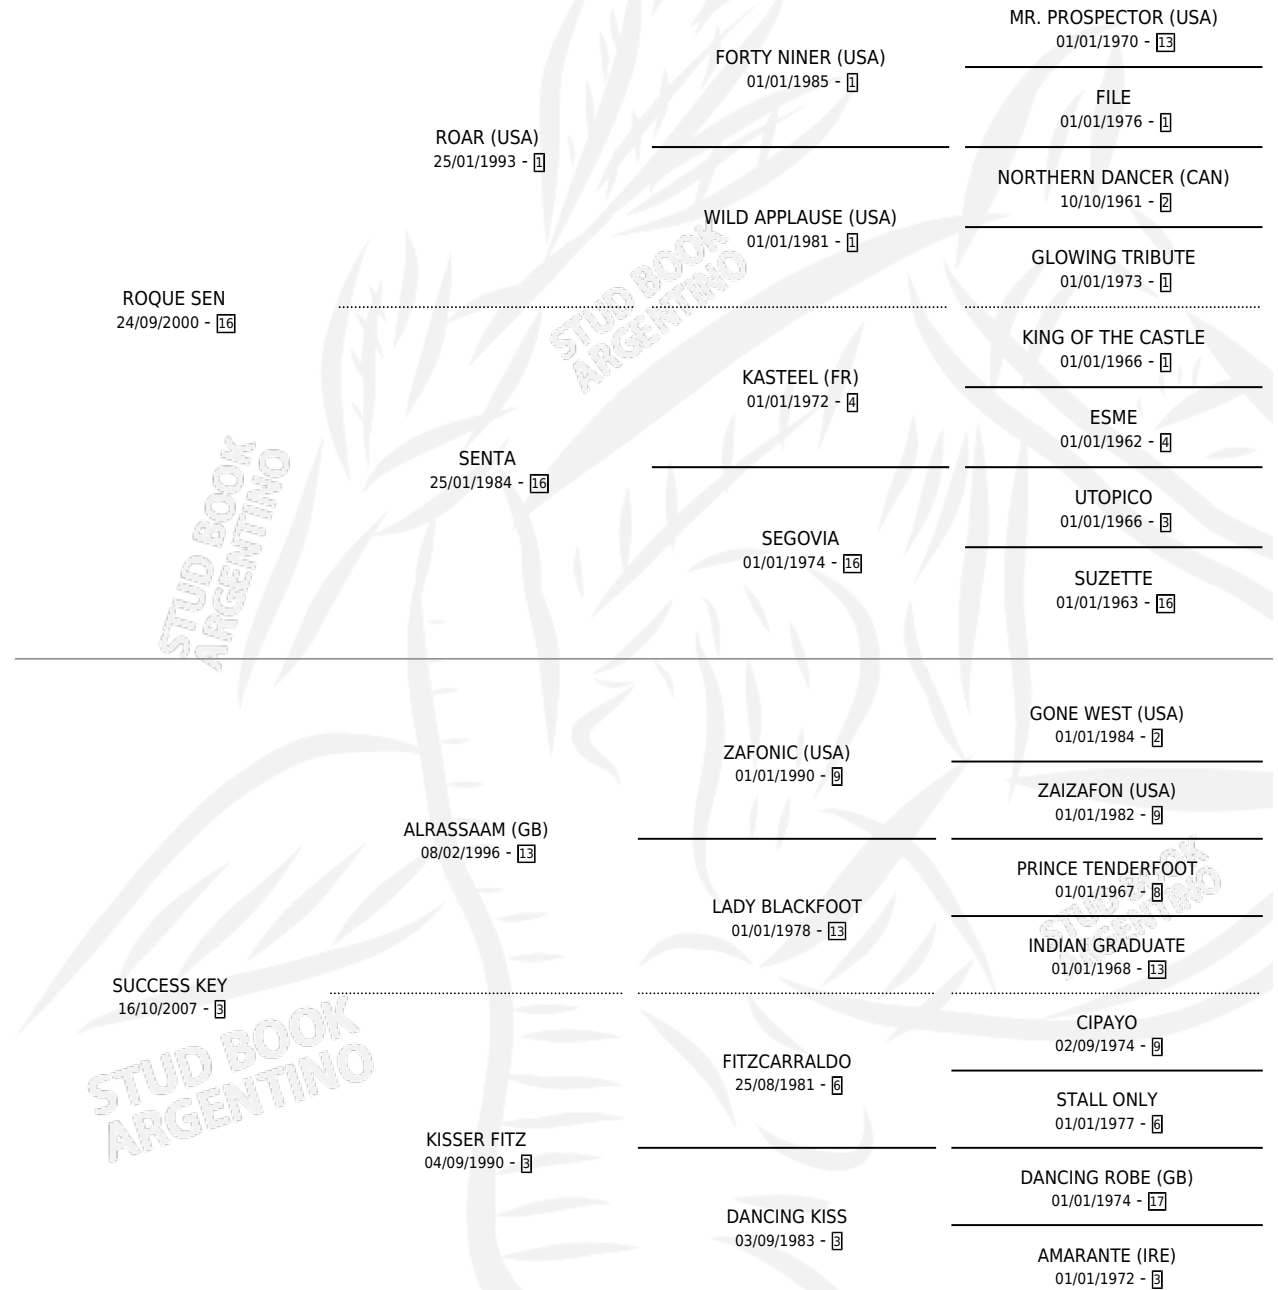 MR. PROSPECTOR (USA)
01/01/1970 - 13
FORTY NINER (USA)
01/01/1985 - 1
FILE
01/01/1976 - 1
ROAR (USA)
25/01/1993 - 1
NORTHERN DANCER (CAN)
10/10/1961 - 2
WILD APPLAUSE (USA)
01/01/1981 - 1
GLOWING TRIBUTE
01/01/1973 - 1
ROQUE SEN
24/09/2000 - 16
STUD BOOK
ARGENTINO
KING OF THE CASTLE
01/01/1966 - 1
KASTEEL (FR)
01/01/1972 - 4
ESME
01/01/1962 - 4
SENTA
25/01/1984 - 16
UTOPICO
01/01/1966 - 3
SEGOVIA
01/01/1974 - 16
SUZETTE
01/01/1963 - 16
STUD BOOK
ARGENTINO
GONE WEST (USA)
01/01/1984 - 2
ZAFONIC (USA)
01/01/1990 - 9
ZAIZAFON (USA)
01/01/1982 - 9
ALRASSAAM (GB)
08/02/1996 - 13
PRINCE TENDERFOOT
01/01/1967 - 8
LADY BLACKFOOT
01/01/1978 - 13
STUD BOOK
ARGENTINO
INDIAN GRADUATE
01/01/1968 - 13
SUCCESS KEY
16/10/2007 - 3
STUD BOOK
ARGENTINO
CIPAYO
02/09/1974 - 9
FITZCARRALDO
25/08/1981 - 6
STALL ONLY
01/01/1977 - 6
KISSER FITZ
04/09/1990 - 3
DANCING ROBE (GB)
01/01/1974 - 17
DANCING KISS
03/09/1983 - 3
AMARANTE (IRE)
01/01/1972 - 3